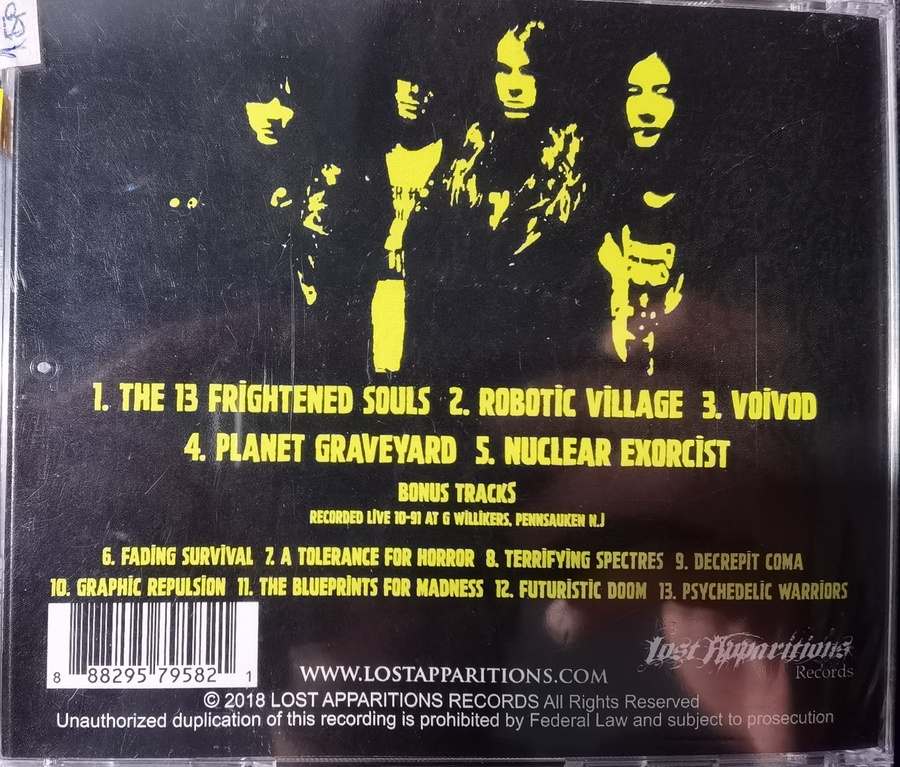 1. THE 13 FRIGHTENED SOULS 2. ROBOTIC VILLAGE 3. VOIVOD
4. PLANET GRAVEYARD 5. NUCLEAR EXORCIST
BONUS TRACKS
RECORDED LIVE 10-91 AT G WILLIKERS, PENNSAUKEN N.J
6. FADING SURVIVAL 7. A TOLERANCE FOR HORROR 8. TERRIFYING SPECTRES 9. DECREPIT COMA
10. GRAPHIC REPULSION 11. THE BLUEPRINTS FOR MADNESS 12. FUTURISTIC DOOM 13. PSYCHEDELIC WARRIORS
8 88295 79582 1
Lost Apparitions
Records
WWW.LOSTAPPARITIONS.COM
© 2018 LOST APPARITIONS RECORDS All Rights Reserved
Unauthorized duplication of this recording is prohibited by Federal Law and subject to prosecution